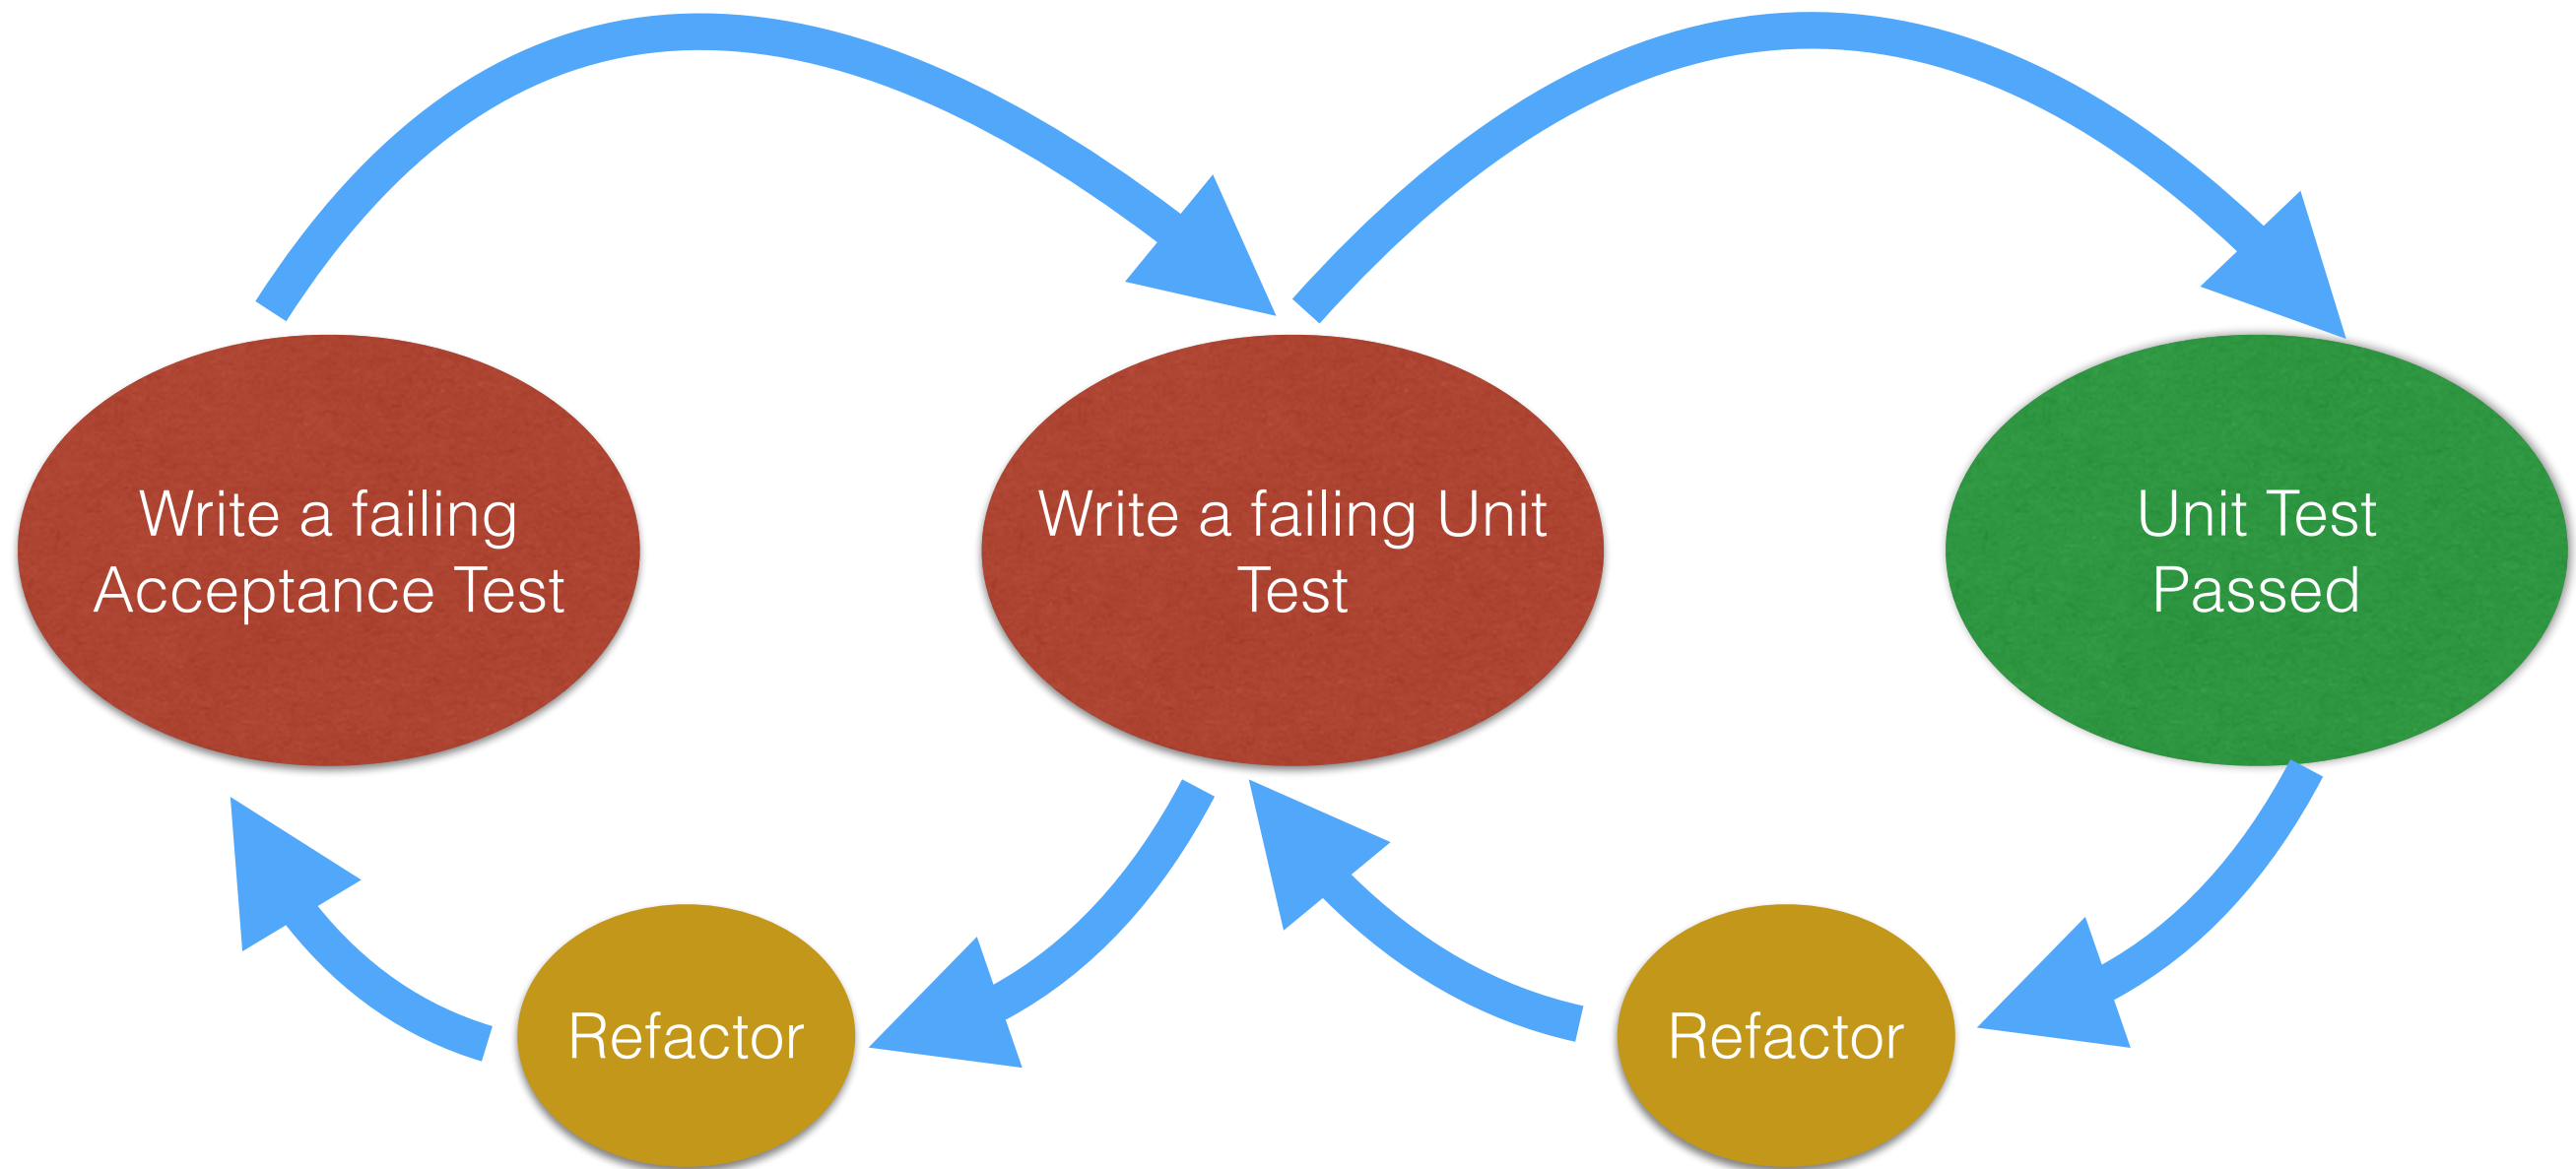 Write a failing
Acceptance Test
Write a failing Unit
Test
Unit Test
Passed
Refactor
Refactor